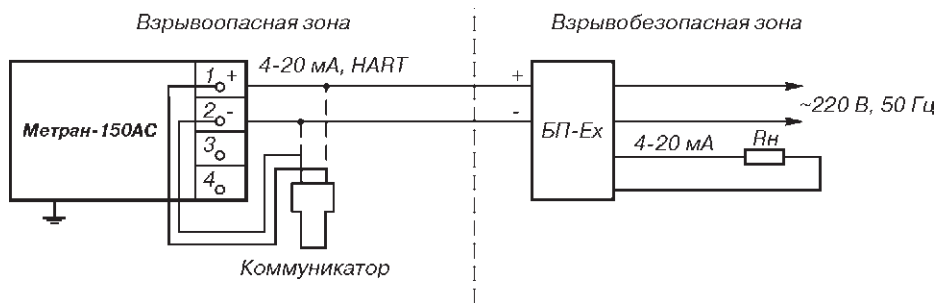 Взрывоопасная зона
Взрывобезопасная зона
1 +
4-20 мА, HART
+
2 -
-
~220 В, 50 Гц
Метран-150АС
БП-Ех
3
4-20 мА
Rн
4
Коммуникатор